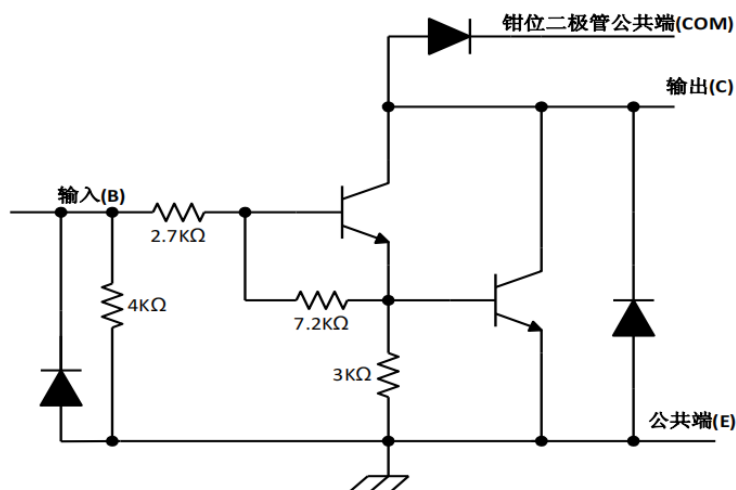 钳位二极管公共端(COM)
输出(C)
输入(B)
2.7KΩ
4KΩ
7.2KΩ
3KΩ
公共端(E)